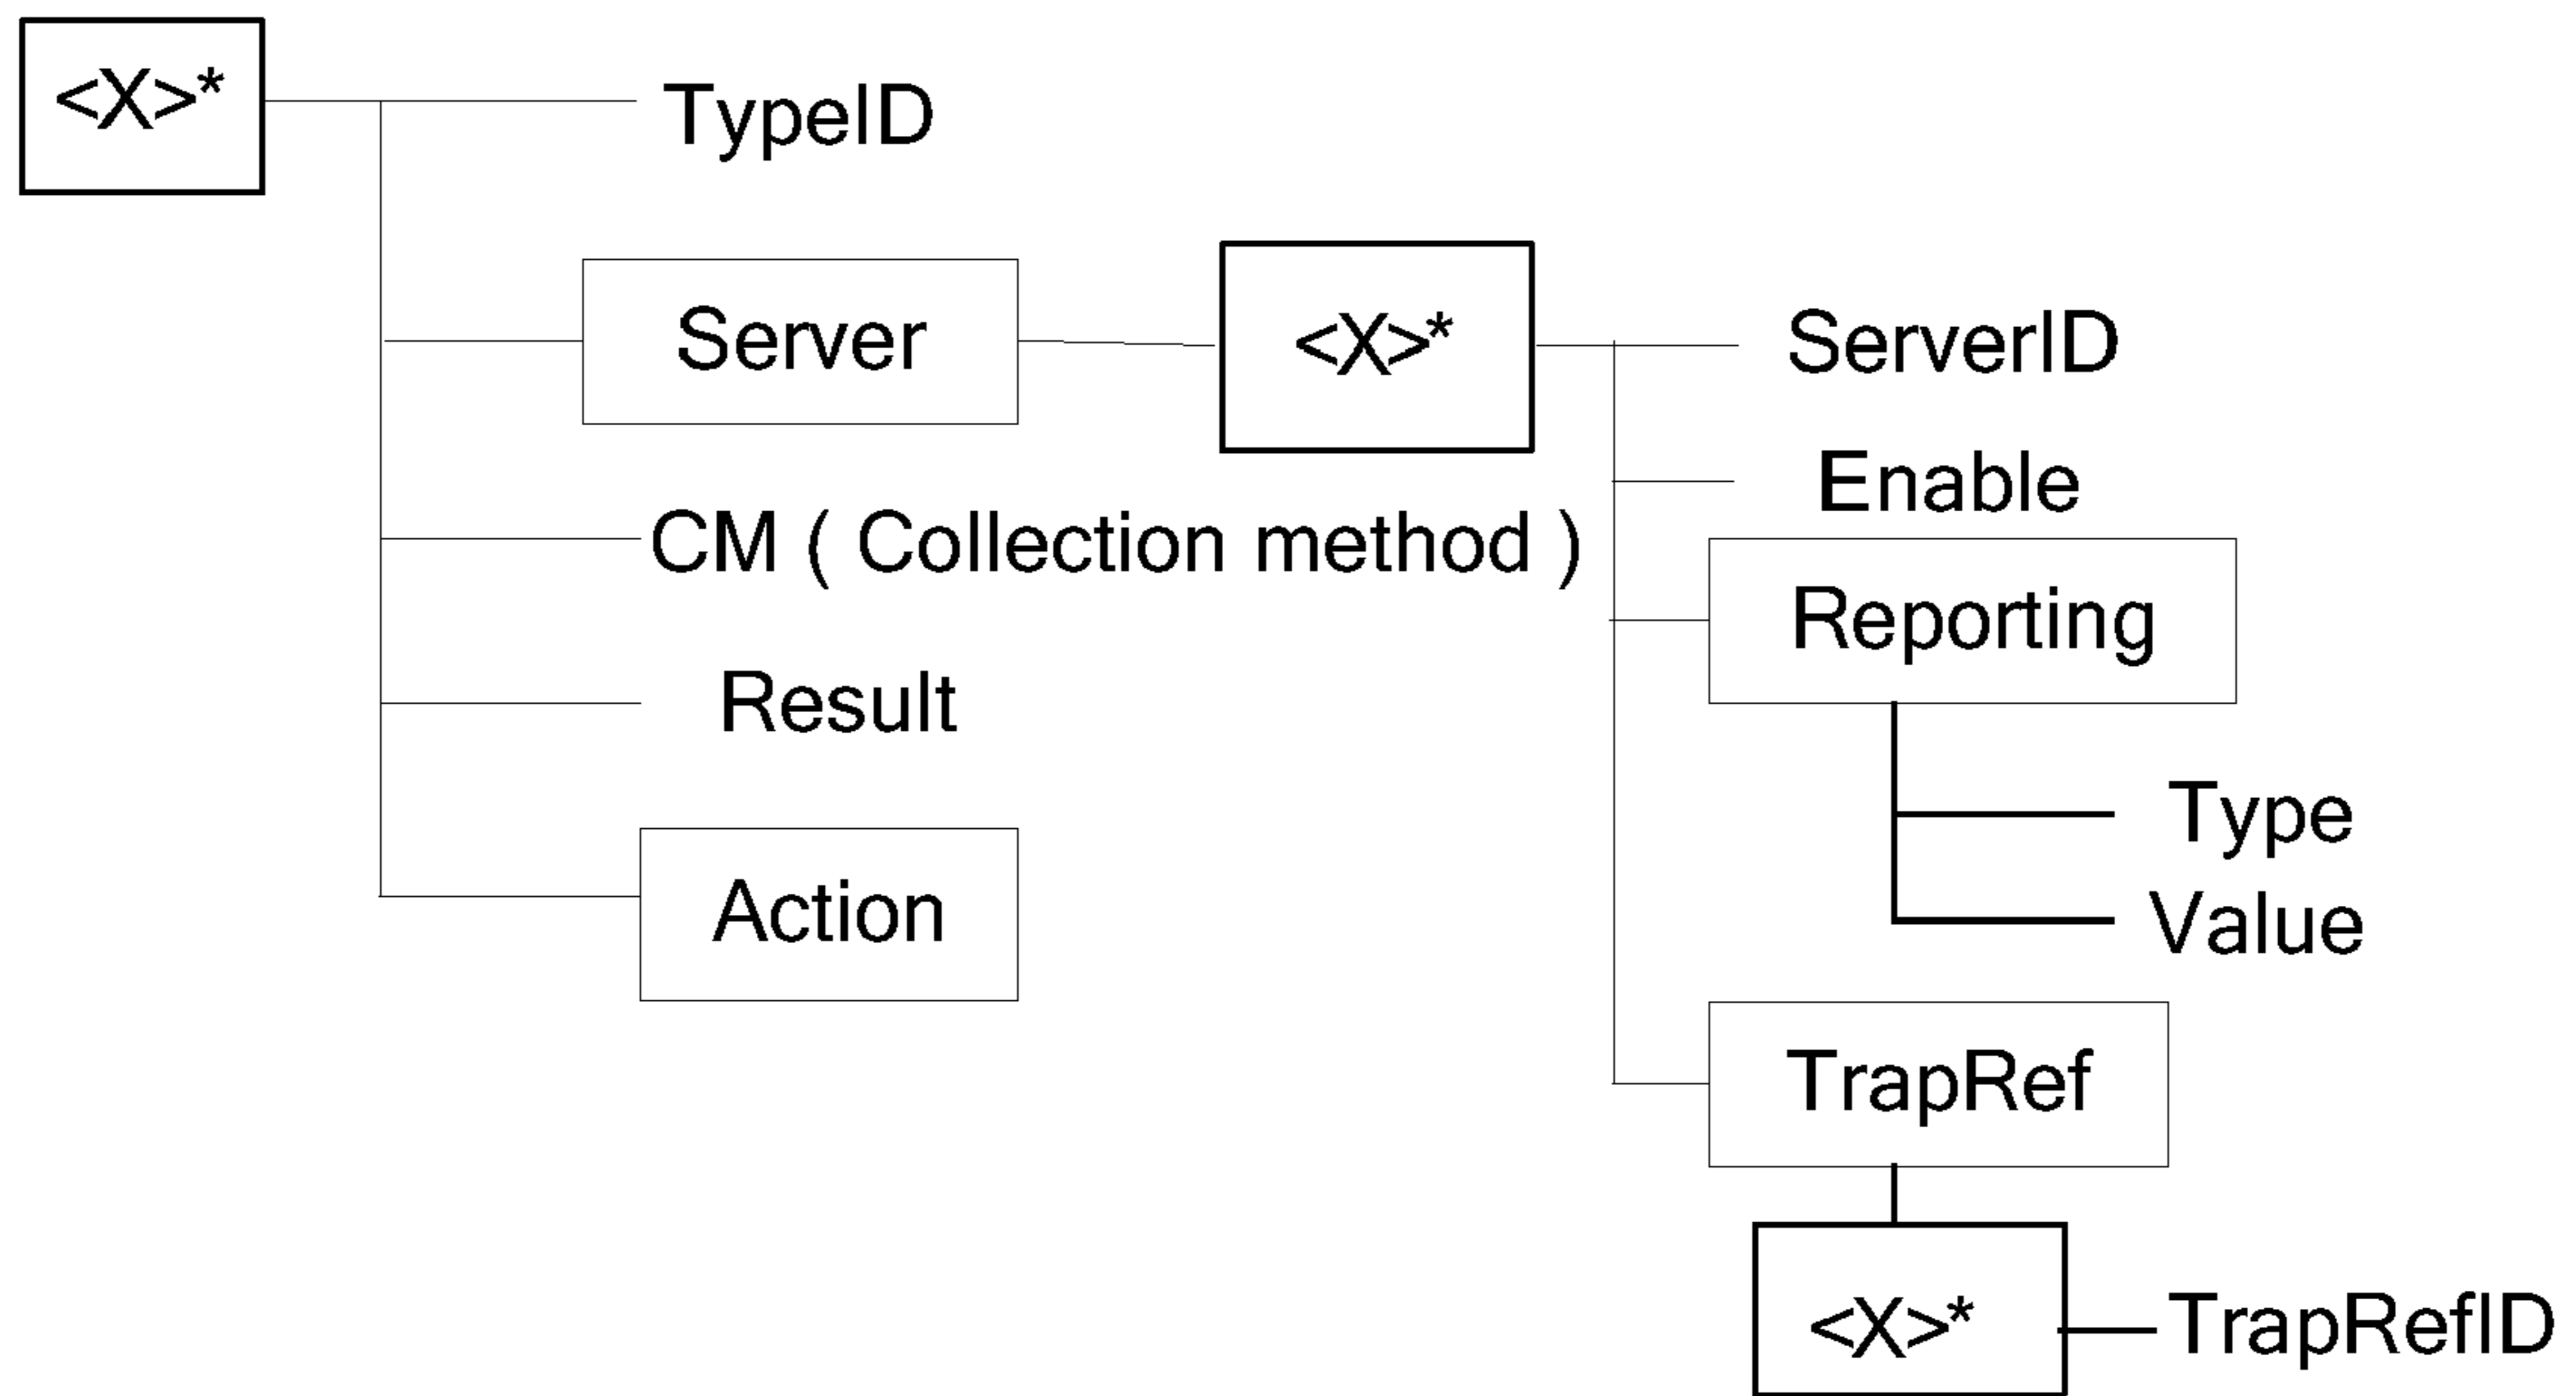 <X>*
TypeID
Server
<X>*
ServerID
Enable
CM ( Collection method )
Reporting
Result
Type
Value
Action
TrapRef
<X>*
TrapRefID